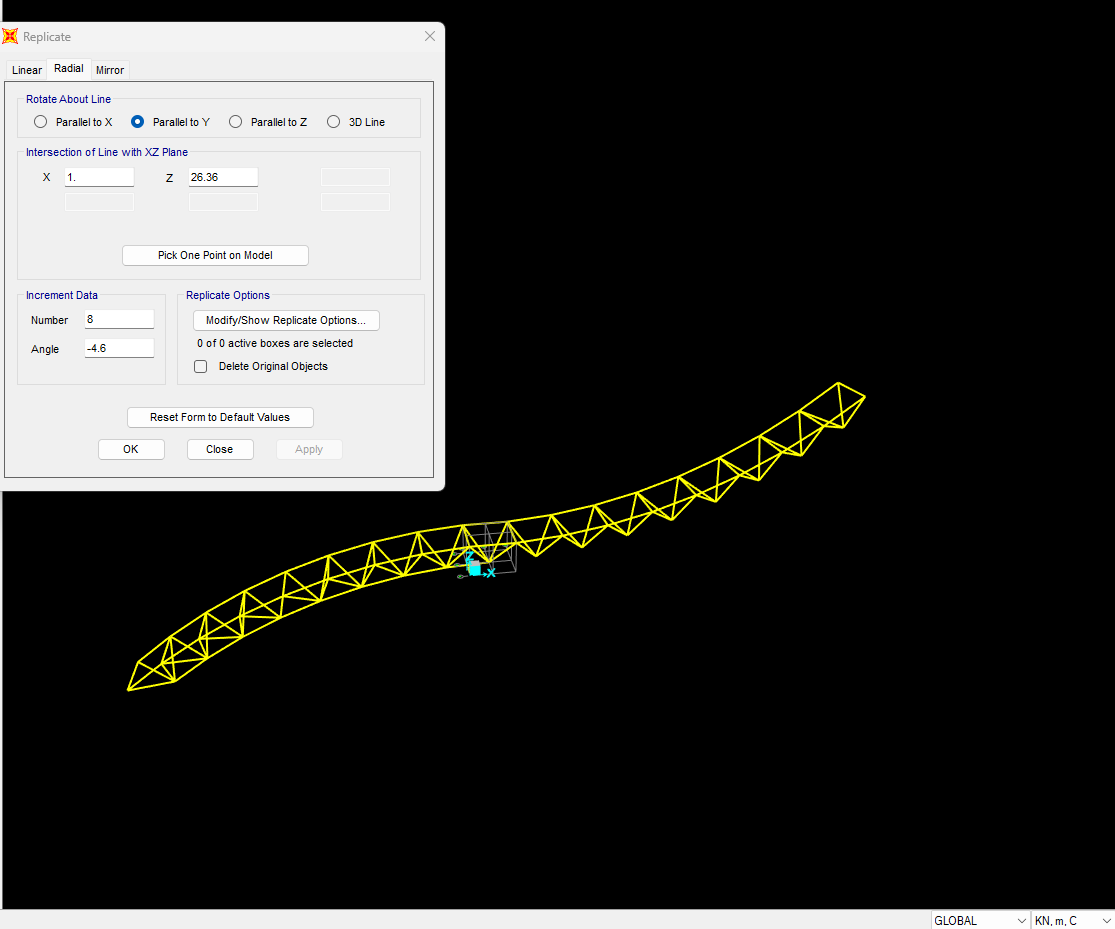 Replicate
Linear Radial Mirror
Rotate About Line
Parallel to X Parallel to Y Parallel to Z 3D Line
Intersection of Line with XZ Plane
X 1. Z 26.36
Pick One Point on Model
Increment Data Replicate Options
Number 8 Modify/Show Replicate Options...
0 of 0 active boxes are selected
Angle -4.6
Delete Original Objects
Reset Form to Default Values
OK Close Apply
Z
X
GLOBAL KN, m, C